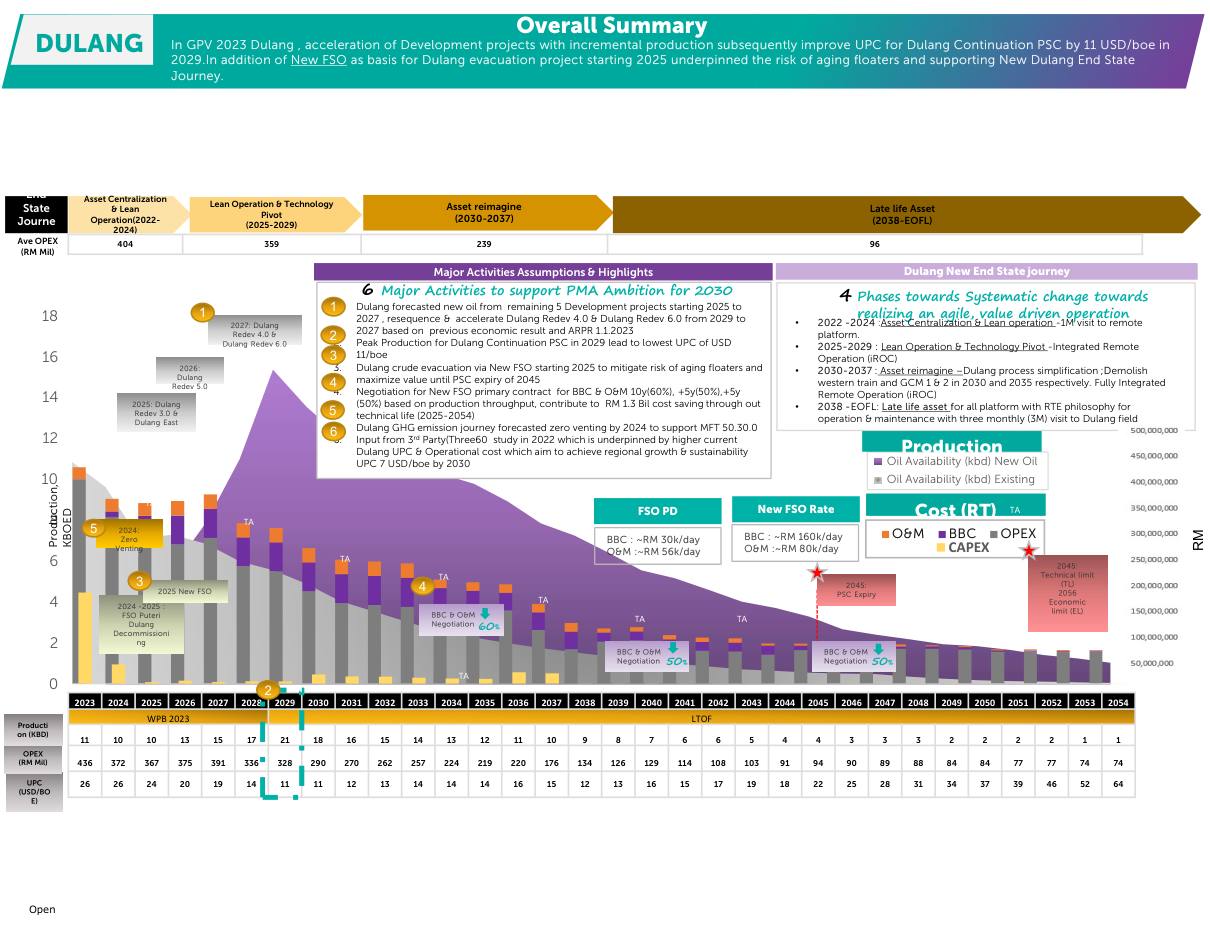 DULANG
Overall Summary
In GPV 2023 Dulang , acceleration of Development projects with incremental production subsequently improve UPC for Dulang Continuation PSC by 11 USD/boe in
2029.In addition of New FSO as basis for Dulang evacuation project starting 2025 underpinned the risk of aging floaters and supporting New Dulang End State
Journey.
End
State
Journe
Asset Centralization
& Lean
Operation(2022-
2024)
Lean Operation & Technology
Pivot
(2025-2029)
Asset reimagine
(2030-2037)
Late life Asset
(2038-EOFL)
Ave OPEX
(RM Mil)
404 359 239 96
Major Activities Assumptions & Highlights
6 Major Activities to support PMA Ambition for 2030
1 Dulang forecasted new oil from remaining 5 Development projects starting 2025 to
2027 , resequence & accelerate Dulang Redev 4.0 & Dulang Redev 6.0 from 2029 to
2027 based on previous economic result and ARPR 1.1.2023
2 Peak Production for Dulang Continuation PSC in 2029 lead to lowest UPC of USD
11/boe
3 3. Dulang crude evacuation via New FSO starting 2025 to mitigate risk of aging floaters and
maximize value until PSC expiry of 2045
4 4. Negotiation for New FSO primary contract for BBC & O&M 10y(60%), +5y(50%),+5y
(50%) based on production throughput, contribute to RM 1.3 Bil cost saving through out
technical life (2025-2054)
5 Dulang GHG emission journey forecasted zero venting by 2024 to support MFT 50.30.0
6 Input from 3rd Party(Three60 study in 2022 which is underpinned by higher current
Dulang UPC & Operational cost which aim to achieve regional growth & sustainability
UPC 7 USD/boe by 2030
Dulang New End State journey
4 Phases towards Systematic change towards
realizing an agile, value driven operation
• 2022 -2024 :Asset Centralization & Lean operation -1M visit to remote
platform.
• 2025-2029 : Lean Operation & Technology Pivot -Integrated Remote
Operation (iROC)
• 2030-2037 : Asset reimagine –Dulang process simplification ;Demolish
western train and GCM 1 & 2 in 2030 and 2035 respectively. Fully Integrated
Remote Operation (iROC)
• 2038 –EOFL: Late life asset for all platform with RTE philosophy for
operation & maintenance with three monthly (3M) visit to Dulang field
18
16
14
12
10
8
6
4
2
0
Production,
KBOED
1
2027: Dulang
Redev 4.0 &
Dulang Redev 6.0
2026:
Dulang
Redev 5.0
2025: Dulang
Redev 3.0 &
Dulang East
5
2024:
Zero
Venting
3
2025 New FSO
2024 -2025 :
FSO Puteri
Dulang
Decommissioni
ng
TA
TA
TA
TA
TA
TA
TA
TA
4
BBC & O&M
Negotiation 60%
FSO PD
BBC : ~RM 30k/day
O&M :~RM 56k/day
New FSO Rate
BBC : ~RM 160k/day
O&M :~RM 80k/day
BBC & O&M
Negotiation 50%
BBC & O&M
Negotiation 50%
Production
Oil Availability (kbd) New Oil
Oil Availability (kbd) Existing
Cost (RT)
O&M BBC OPEX
CAPEX
2045:
PSC Expiry
2045:
Technical limit
(TL)
2056
Economic
limit (EL)
500,000,000
450,000,000
400,000,000
350,000,000
300,000,000
250,000,000
200,000,000
150,000,000
100,000,000
50,000,000
RM
2
2023 2024 2025 2026 2027 2028 2029 2030 2031 2032 2033 2034 2035 2036 2037 2038 2039 2040 2041 2042 2043 2044 2045 2046 2047 2048 2049 2050 2051 2052 2053 2054
WPB 2023 LTOF
Producti
on (KBD)
11 10 10 13 15 17 21 18 16 15 14 13 12 11 10 9 8 7 6 6 5 4 4 3 3 3 2 2 2 2 1 1
OPEX
(RM Mil)
436 372 367 375 391 336 328 290 270 262 257 224 219 220 176 134 126 129 114 108 103 91 94 90 89 88 84 84 77 77 74 74
UPC
(USD/BO
E)
26 26 24 20 19 14 11 11 12 13 14 14 14 16 15 12 13 16 15 17 19 20 22 25 28 31 34 37 39 46 52 64
Open